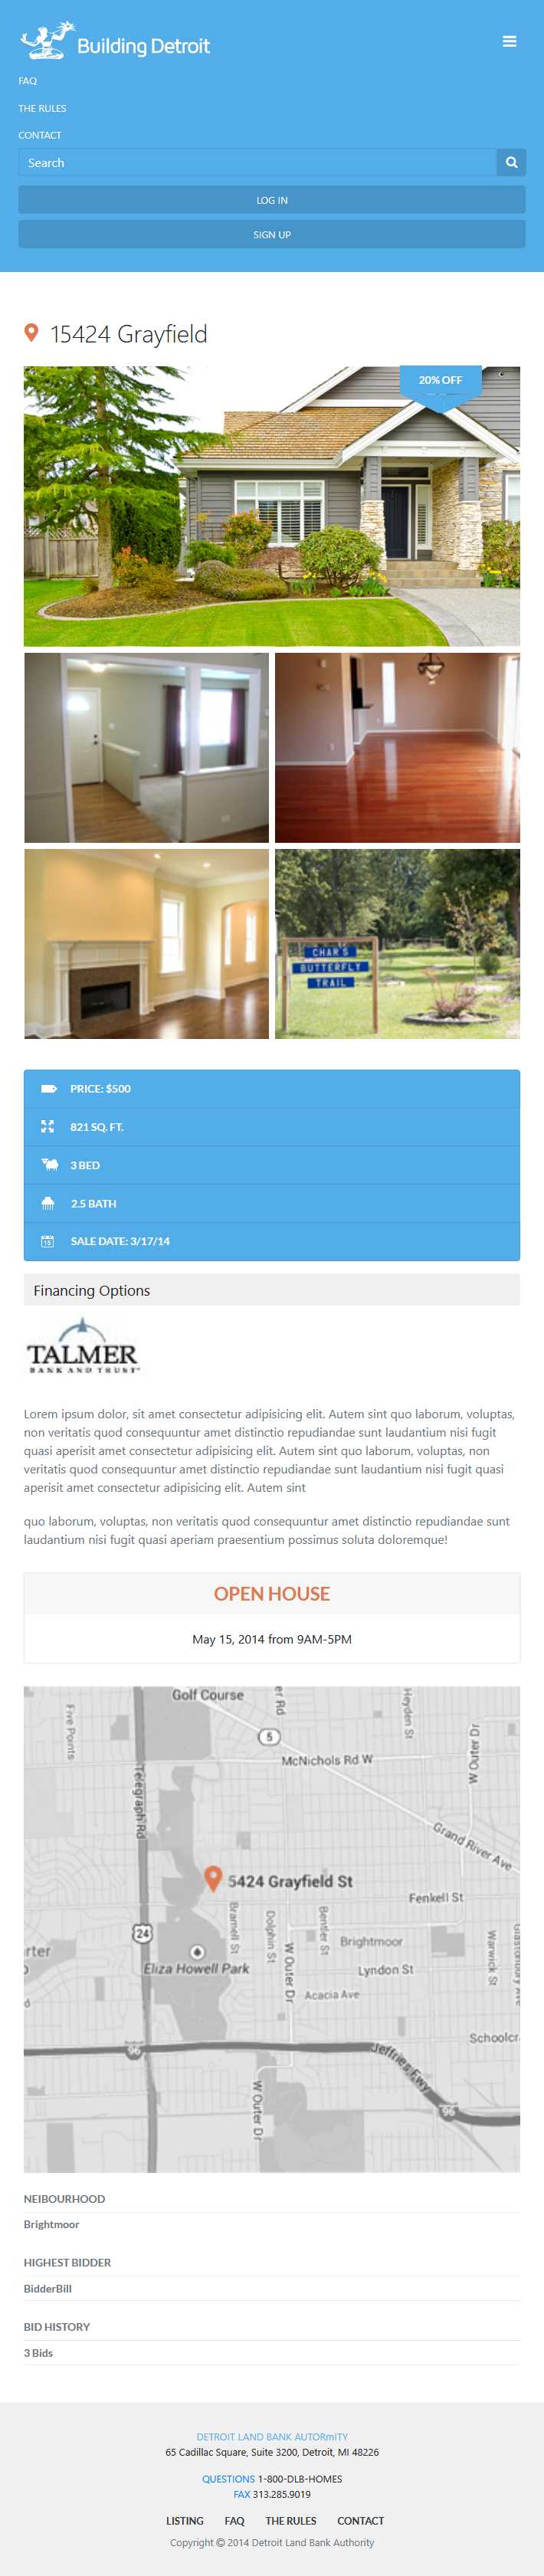 Building Detroit
FAQ
THE RULES
CONTACT
Search
LOG IN
SIGN UP
15424 Grayfield
20% OFF
CHAR'S
BUTTERFLY
TRAIL
PRICE: $500
821 SQ. FT.
3 BED
2.5 BATH
15
SALE DATE: 3/17/14
Financing Options
TALMER
BANK AND TRUST
Lorem ipsum dolor, sit amet consectetur adipisicing elit. Autem sint quo laborum, voluptas,
non veritatis quod consequuntur amet distinctio repudiandae sunt laudantium nisi fugit
quasi aperisit amet consectetur adipisicing elit. Autem sint quo laborum, voluptas, non
veritatis quod consequuntur amet distinctio repudiandae sunt laudantium nisi fugit quasi
aperisit amet consectetur adipisicing elit. Autem sint
quo laborum, voluptas, non veritatis quod consequuntur amet distinctio repudiandae sunt
laudantium nisi fugit quasi aperiam praesentium possimus soluta doloremque!
OPEN HOUSE
May 15, 2014 from 9AM-5PM
Golf Course
er Rd
Hayden St
Five Points
5
McNichols Rd W
W Outer Dr
Telegraph Rd
Grand River Ave
5424 Grayfield St
Fenkell St
24
Bramell St
Dolphin St
Bentler St
Brightmoor
Warwick St
Eliza Howell Park
W Outer Dr
Lyndon St
Acacia Ave
Schoolcr
96
Jeffries Fwy
96
W Outer Dr
NEIBOURHOOD
Brightmoor
HIGHEST BIDDER
BidderBill
BID HISTORY
3 Bids
DETROIT LAND BANK AUTORmITY
65 Cadillac Square, Suite 3200, Detroit, MI 48226
QUESTIONS 1-800-DLB-HOMES
FAX 313.285.9019
LISTING FAQ THE RULES CONTACT
Copyright © 2014 Detroit Land Bank Authority